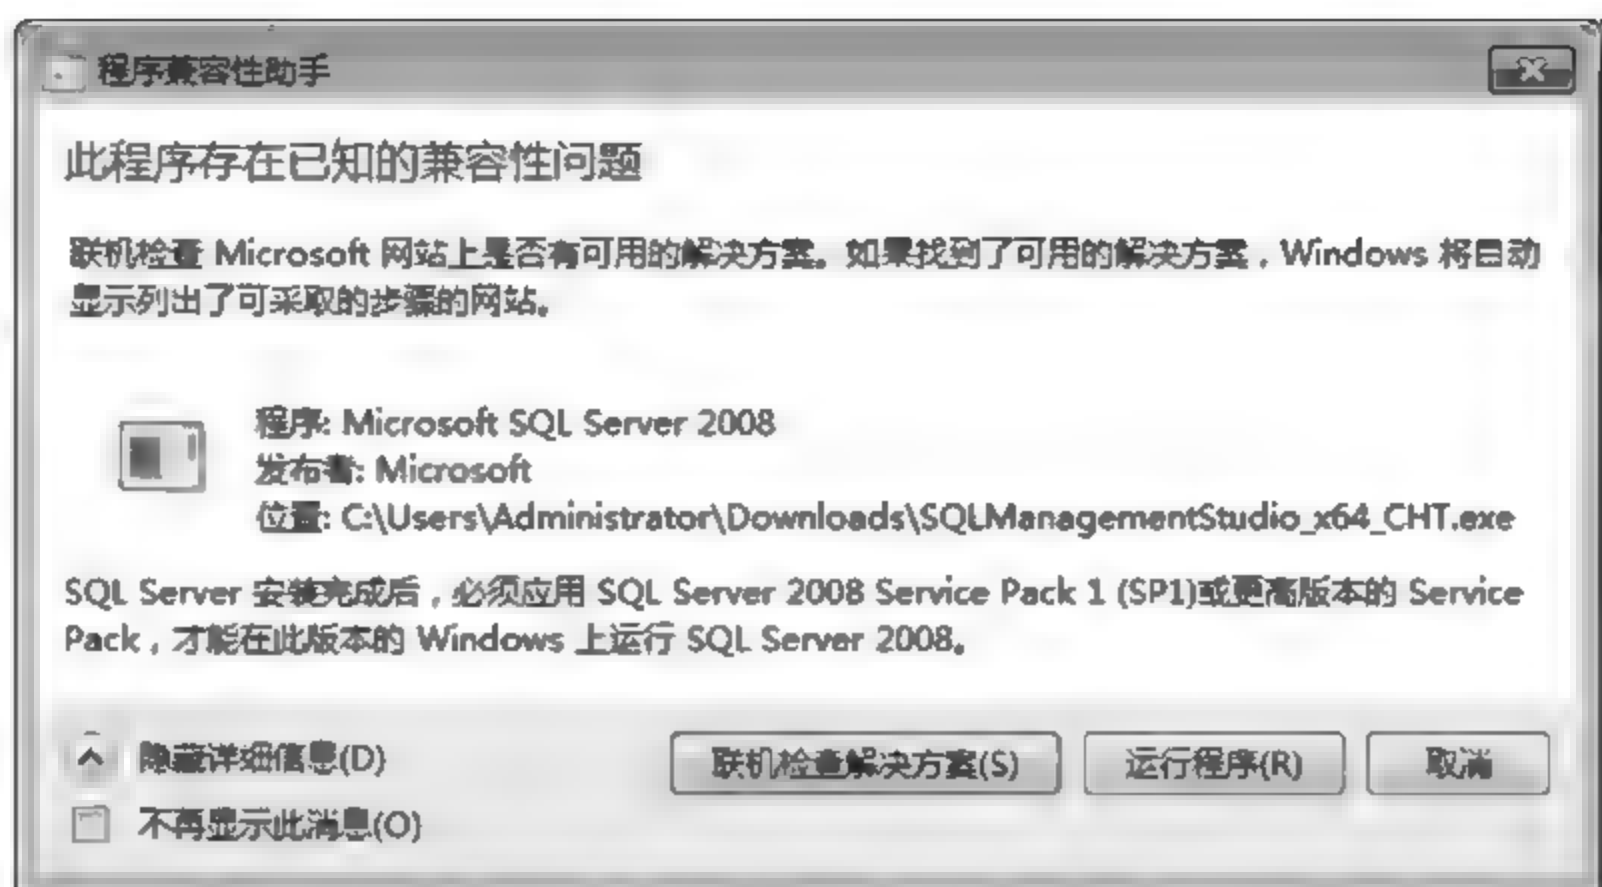 程序兼容性助手
此程序存在已知的兼容性问题
联机检查 Microsoft 网站上是否有可用的解决方案。如果找到了可用的解决方案，Windows 将自动
显示列出了可采取的步骤的网站。
程序: Microsoft SQL Server 2008
发布者: Microsoft
位置: C:\Users\Administrator\Downloads\SQLManagementStudio_x64_CHT.exe
SQL Server 安装完成后，必须应用 SQL Server 2008 Service Pack 1 (SP1)或更高版本的 Service
Pack，才能在此版本的 Windows 上运行 SQL Server 2008。
隐藏详细信息(D) 联机检查解决方案(S) 运行程序(R) 取消
不再显示此消息(O)